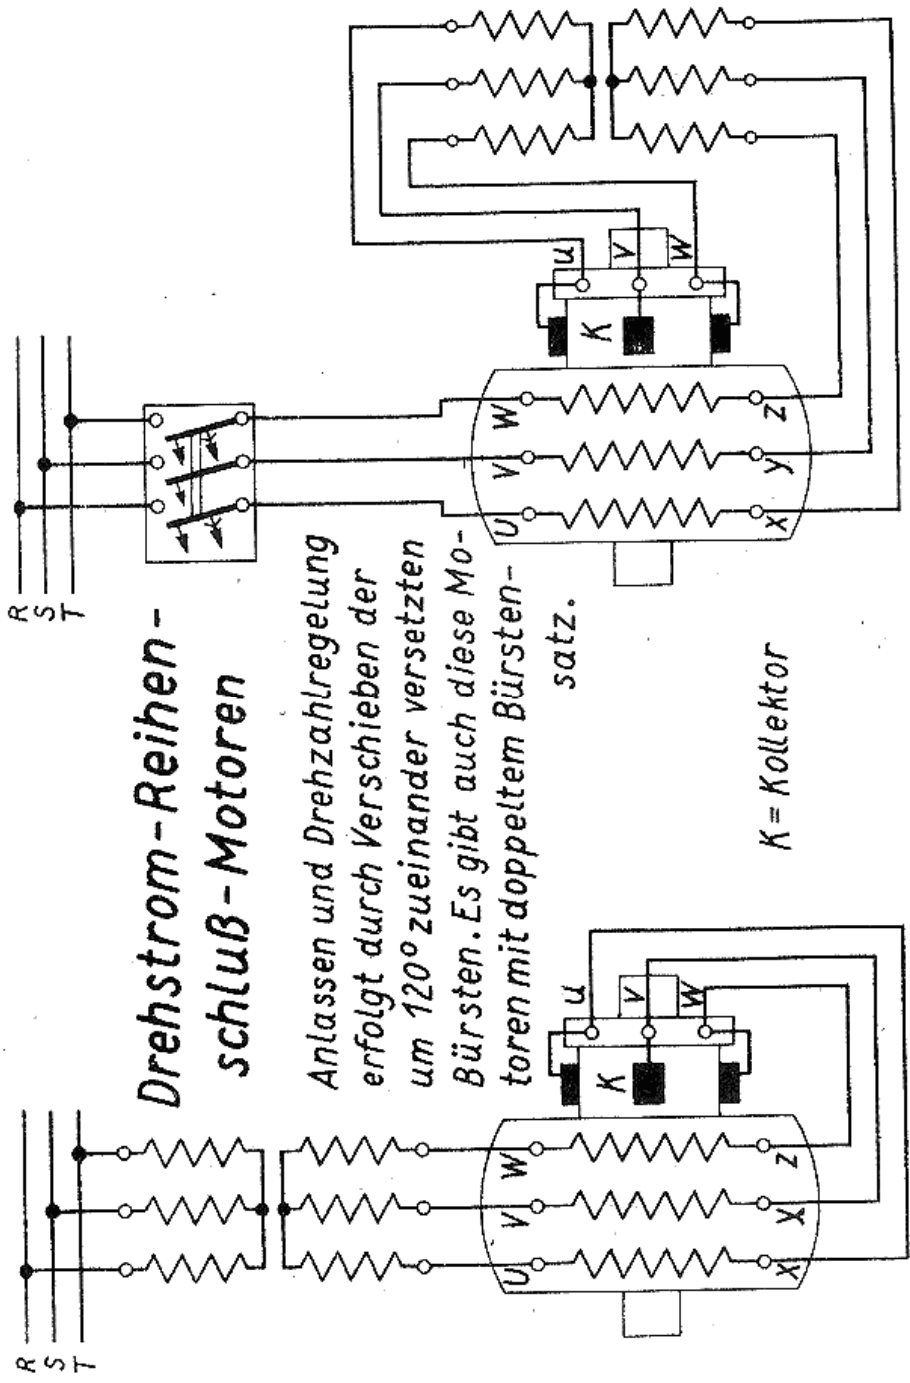 Drehstrom-Reihen-
schluß-Motoren
Anlassen und Drehzahlregelung
erfolgt durch Verschieben der
um 120° zueinander versetzten
Bürsten. Es gibt auch diese Mo-
toren mit doppeltem Bürsten-
satz.
K = Kollektor
R
S
T
U
V
W
X
X
Z
K
u
v
W
R
S
T
U
V
W
X
y
Z
K
u
V
W